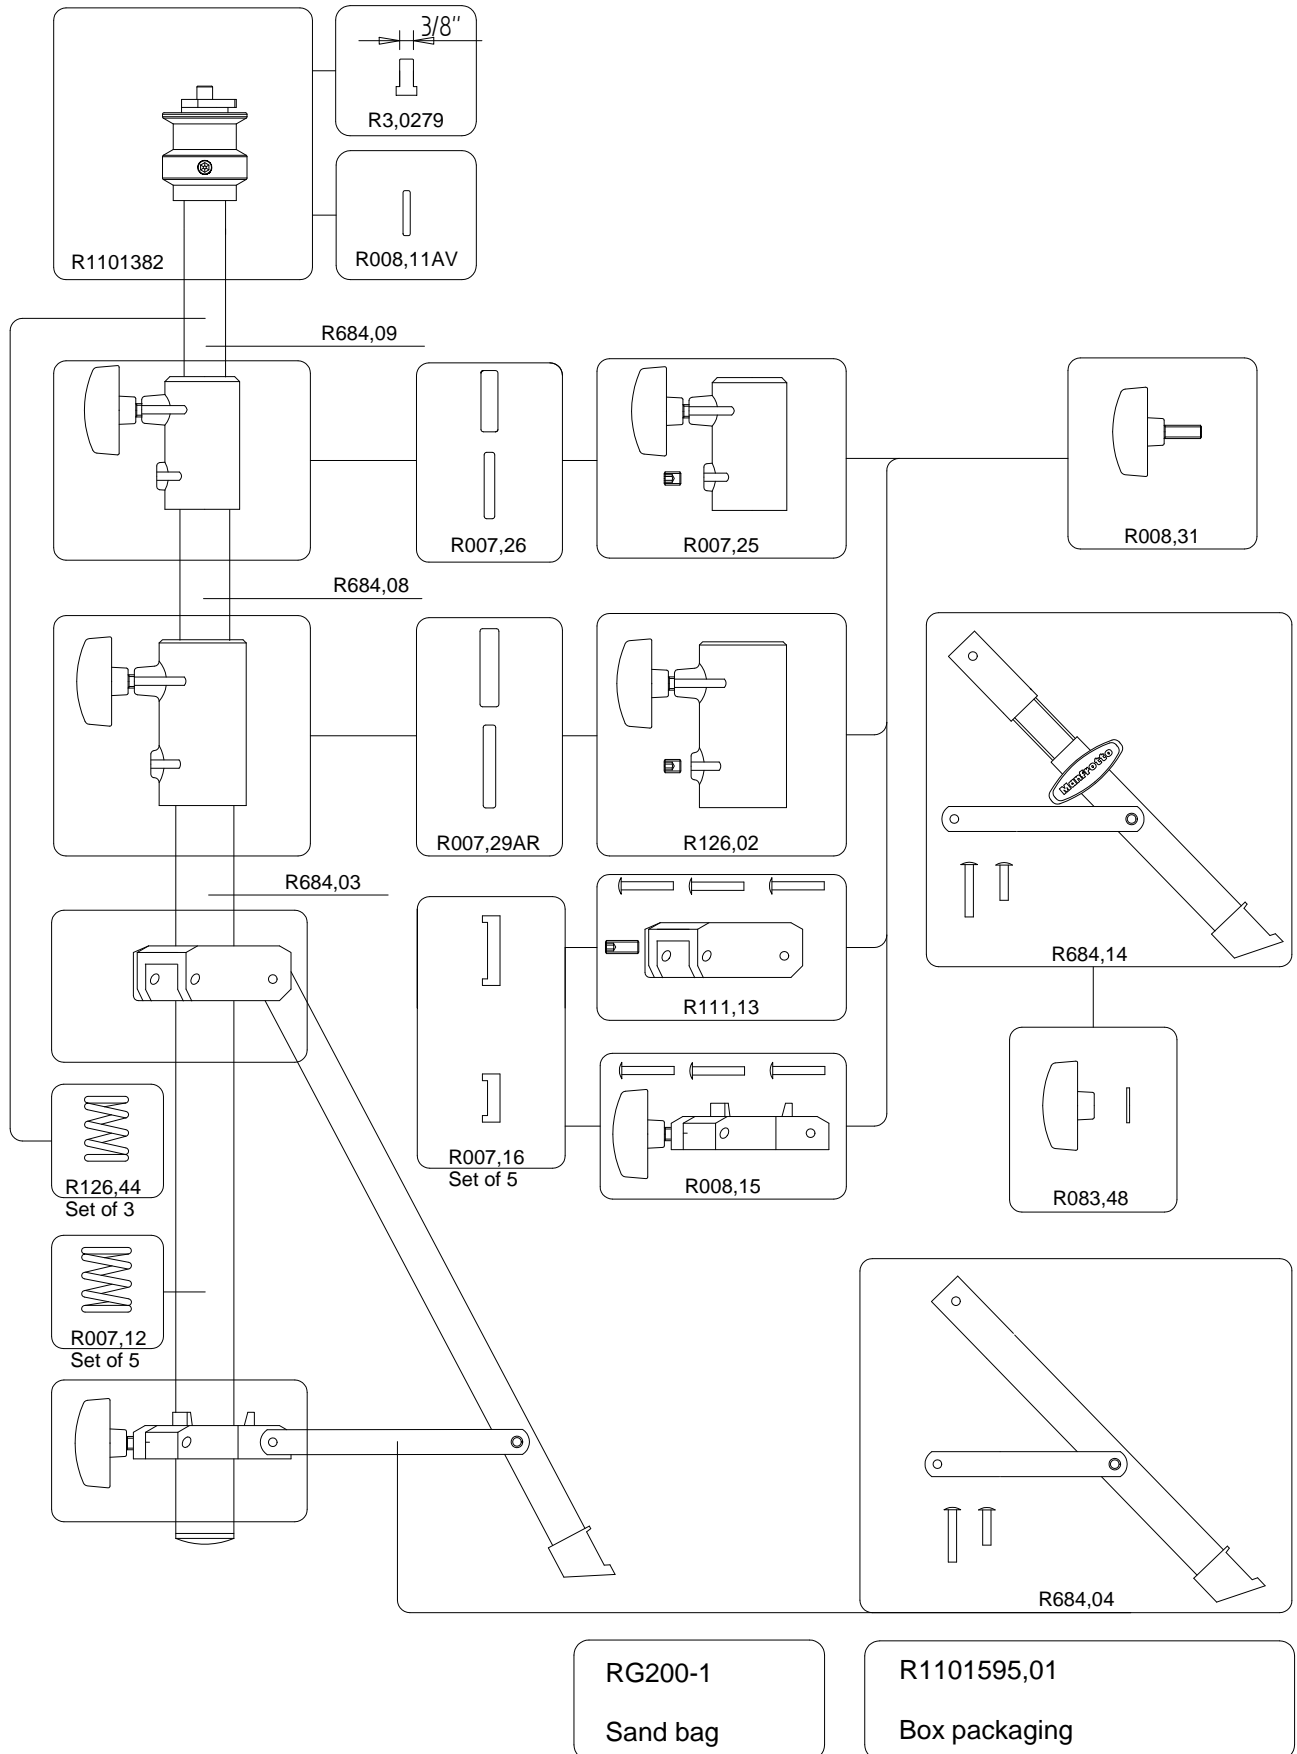 3/8"
R3,0279
R1101382
R008,11AV
R684,09
R007,26
R007,25
R008,31
R684,08
Manfrotto
R007,29AR
R126,02
R684,03
R684,14
R111,13
R007,16
Set of 5
R126,44
Set of 3
R008,15
R083,48
R007,12
Set of 5
R684,04
RG200-1
Sand bag
R1101595,01
Box packaging